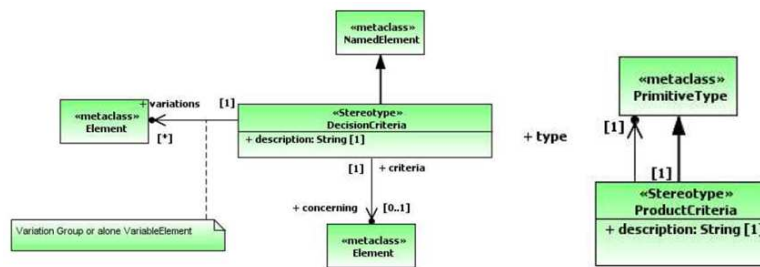 «metaclass»
NamedElement
«metaclass»
Element
+ variations
[1]
[*]
«Stereotype»
DecisionCriteria
+ description: String [1]
[1]
+ criteria
+ concerning
[0..1]
«metaclass»
Element
Variation Group or alone VariableElement
«metaclass»
PrimitiveType
+ type
[1]
[1]
«Stereotype»
ProductCriteria
+ description: String [1]